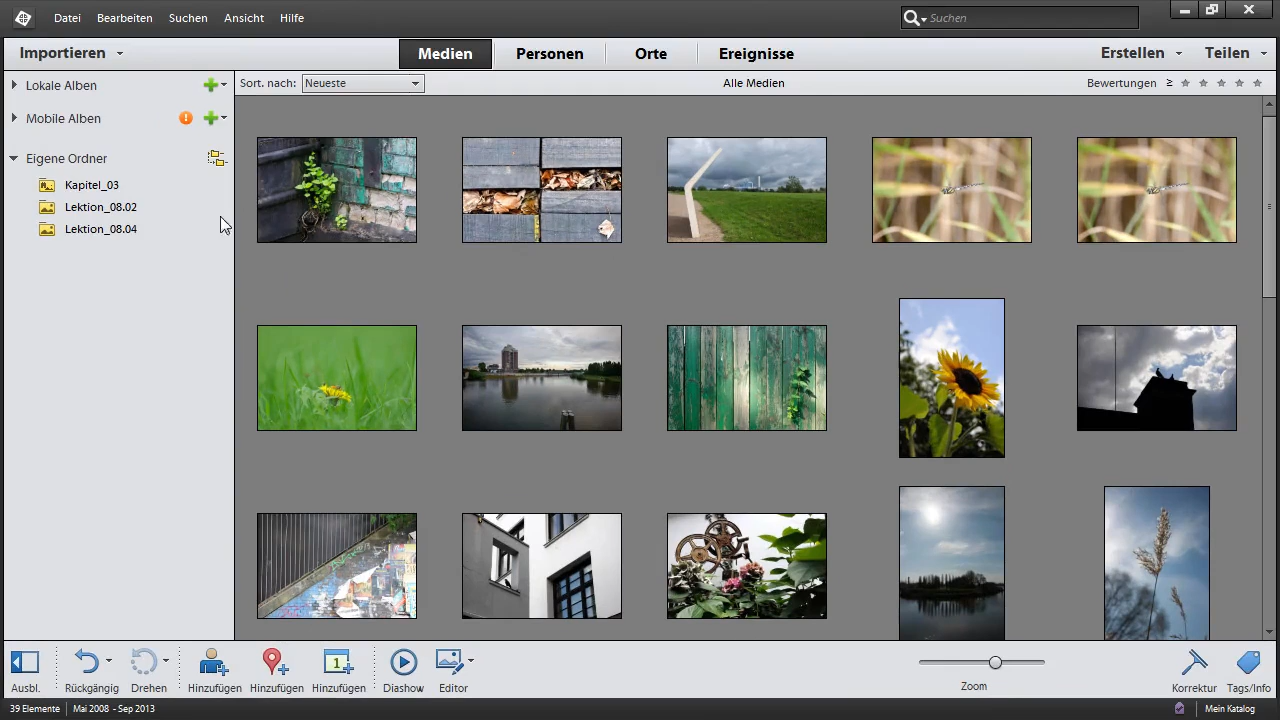 Datei Bearbeiten Suchen Ansicht Hilfe Suchen
Importieren Medien Personen Orte Ereignisse Erstellen Teilen
Lokale Alben Sort. nach: Neueste Alle Medien Bewertungen ≥
Mobile Alben
Eigene Ordner
Kapitel_03
Lektion_08.02
Lektion_08.04
1
Ausbl. Rückgängig Drehen Hinzufügen Hinzufügen Hinzufügen Diashow Editor Zoom Korrektur Tags/Info
39 Elemente Mai 2008 - Sep 2013 Mein Katalog